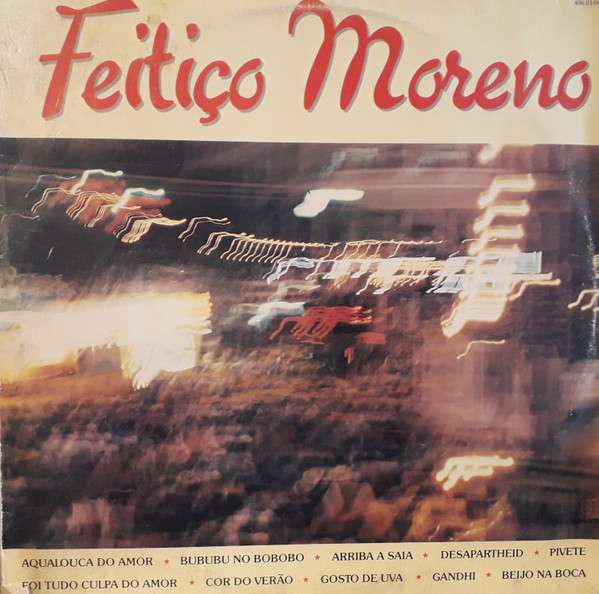 Feitiço Moreno
AQUALOUCA DO AMOR ★ BUBUBU NO BOBOBO ★ ARRIBA A SAIA ★ DESAPARTHEID ★ PIVETE
FOI TUDO CULPA DO AMOR ★ COR DO VERÃO ★ GOSTO DE UVA ★ GANDHI ★ BEIJO NA BOCA